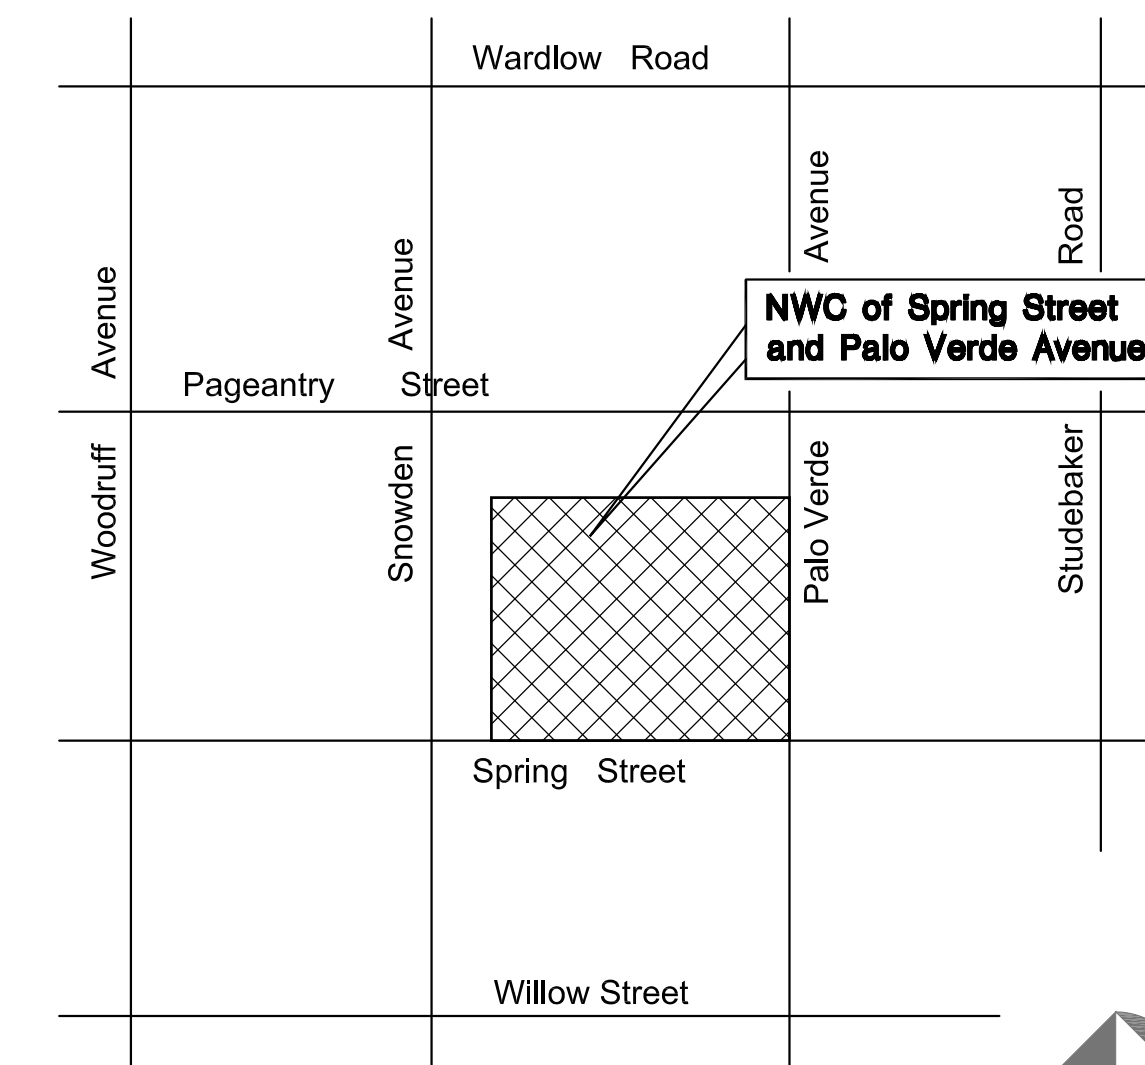 Wardlow Road
Woodruff Avenue
Snowden Avenue
Palo Verde Avenue
Studebaker Road
NWC of Spring Street
and Palo Verde Avenue
Pageantry Street
Spring Street
Willow Street